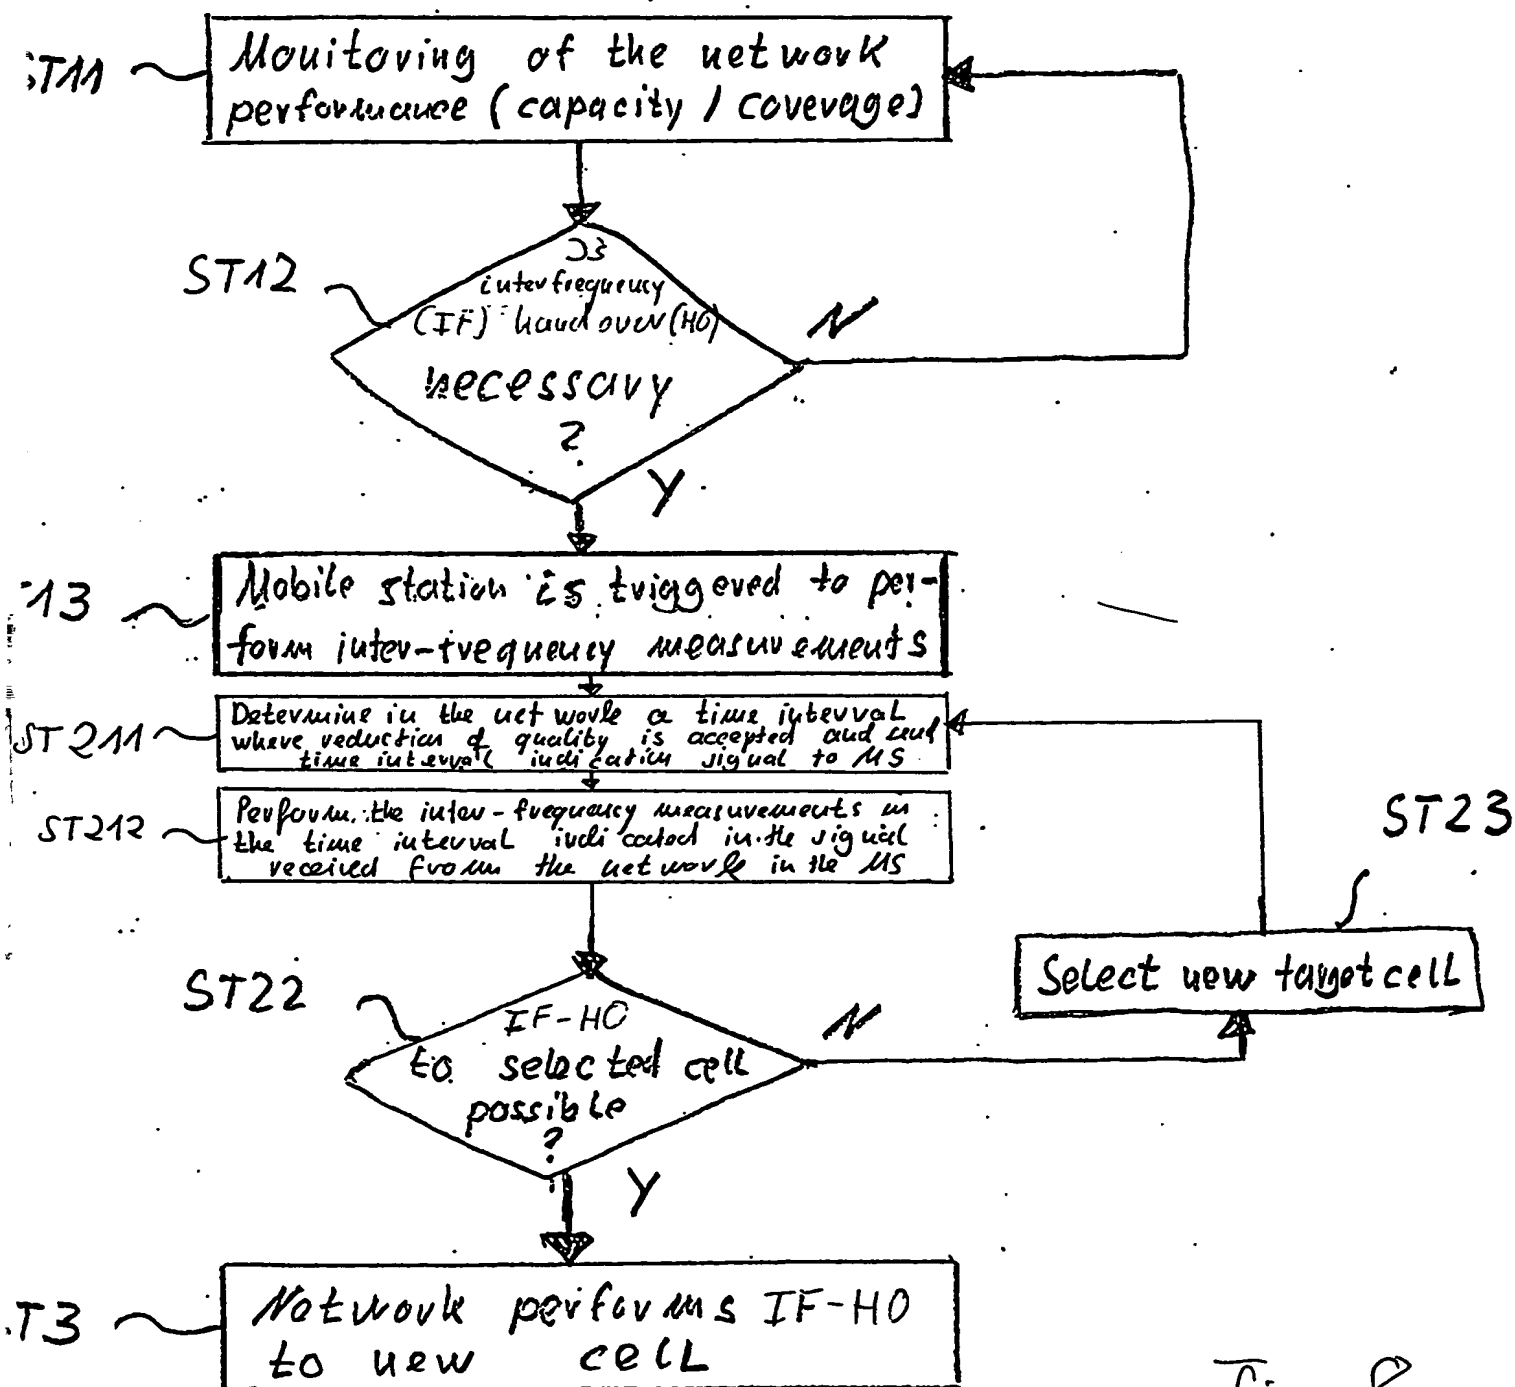 ST11
Monitoring of the network
performance (capacity / coverage)
ST12
Is
interfrequency
(IF) handover (HO)
necessary
?
N
Y
13
Mobile station is triggered to per-
form inter-frequency measurements
ST211
Determine in the network a time interval
where reduction of quality is accepted and send
time interval indication signal to MS
ST212
Perform the inter-frequency measurements in
the time interval indicated in the signal
received from the network in the MS
ST23
Select new target cell
ST22
IF-HO
to selected cell
possible
?
N
Y
T3
Network performs IF-HO
to new cell